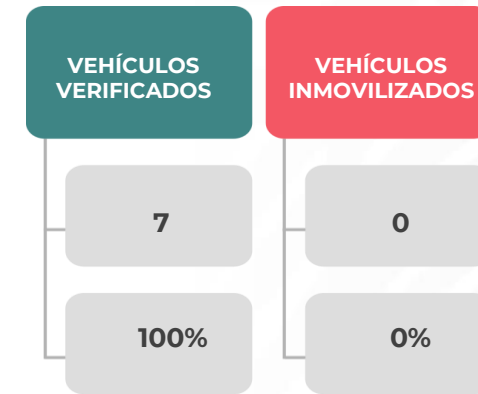 VEHÍCULOS
VERIFICADOS
7
100%
VEHÍCULOS
INMOVILIZADOS
0
0%